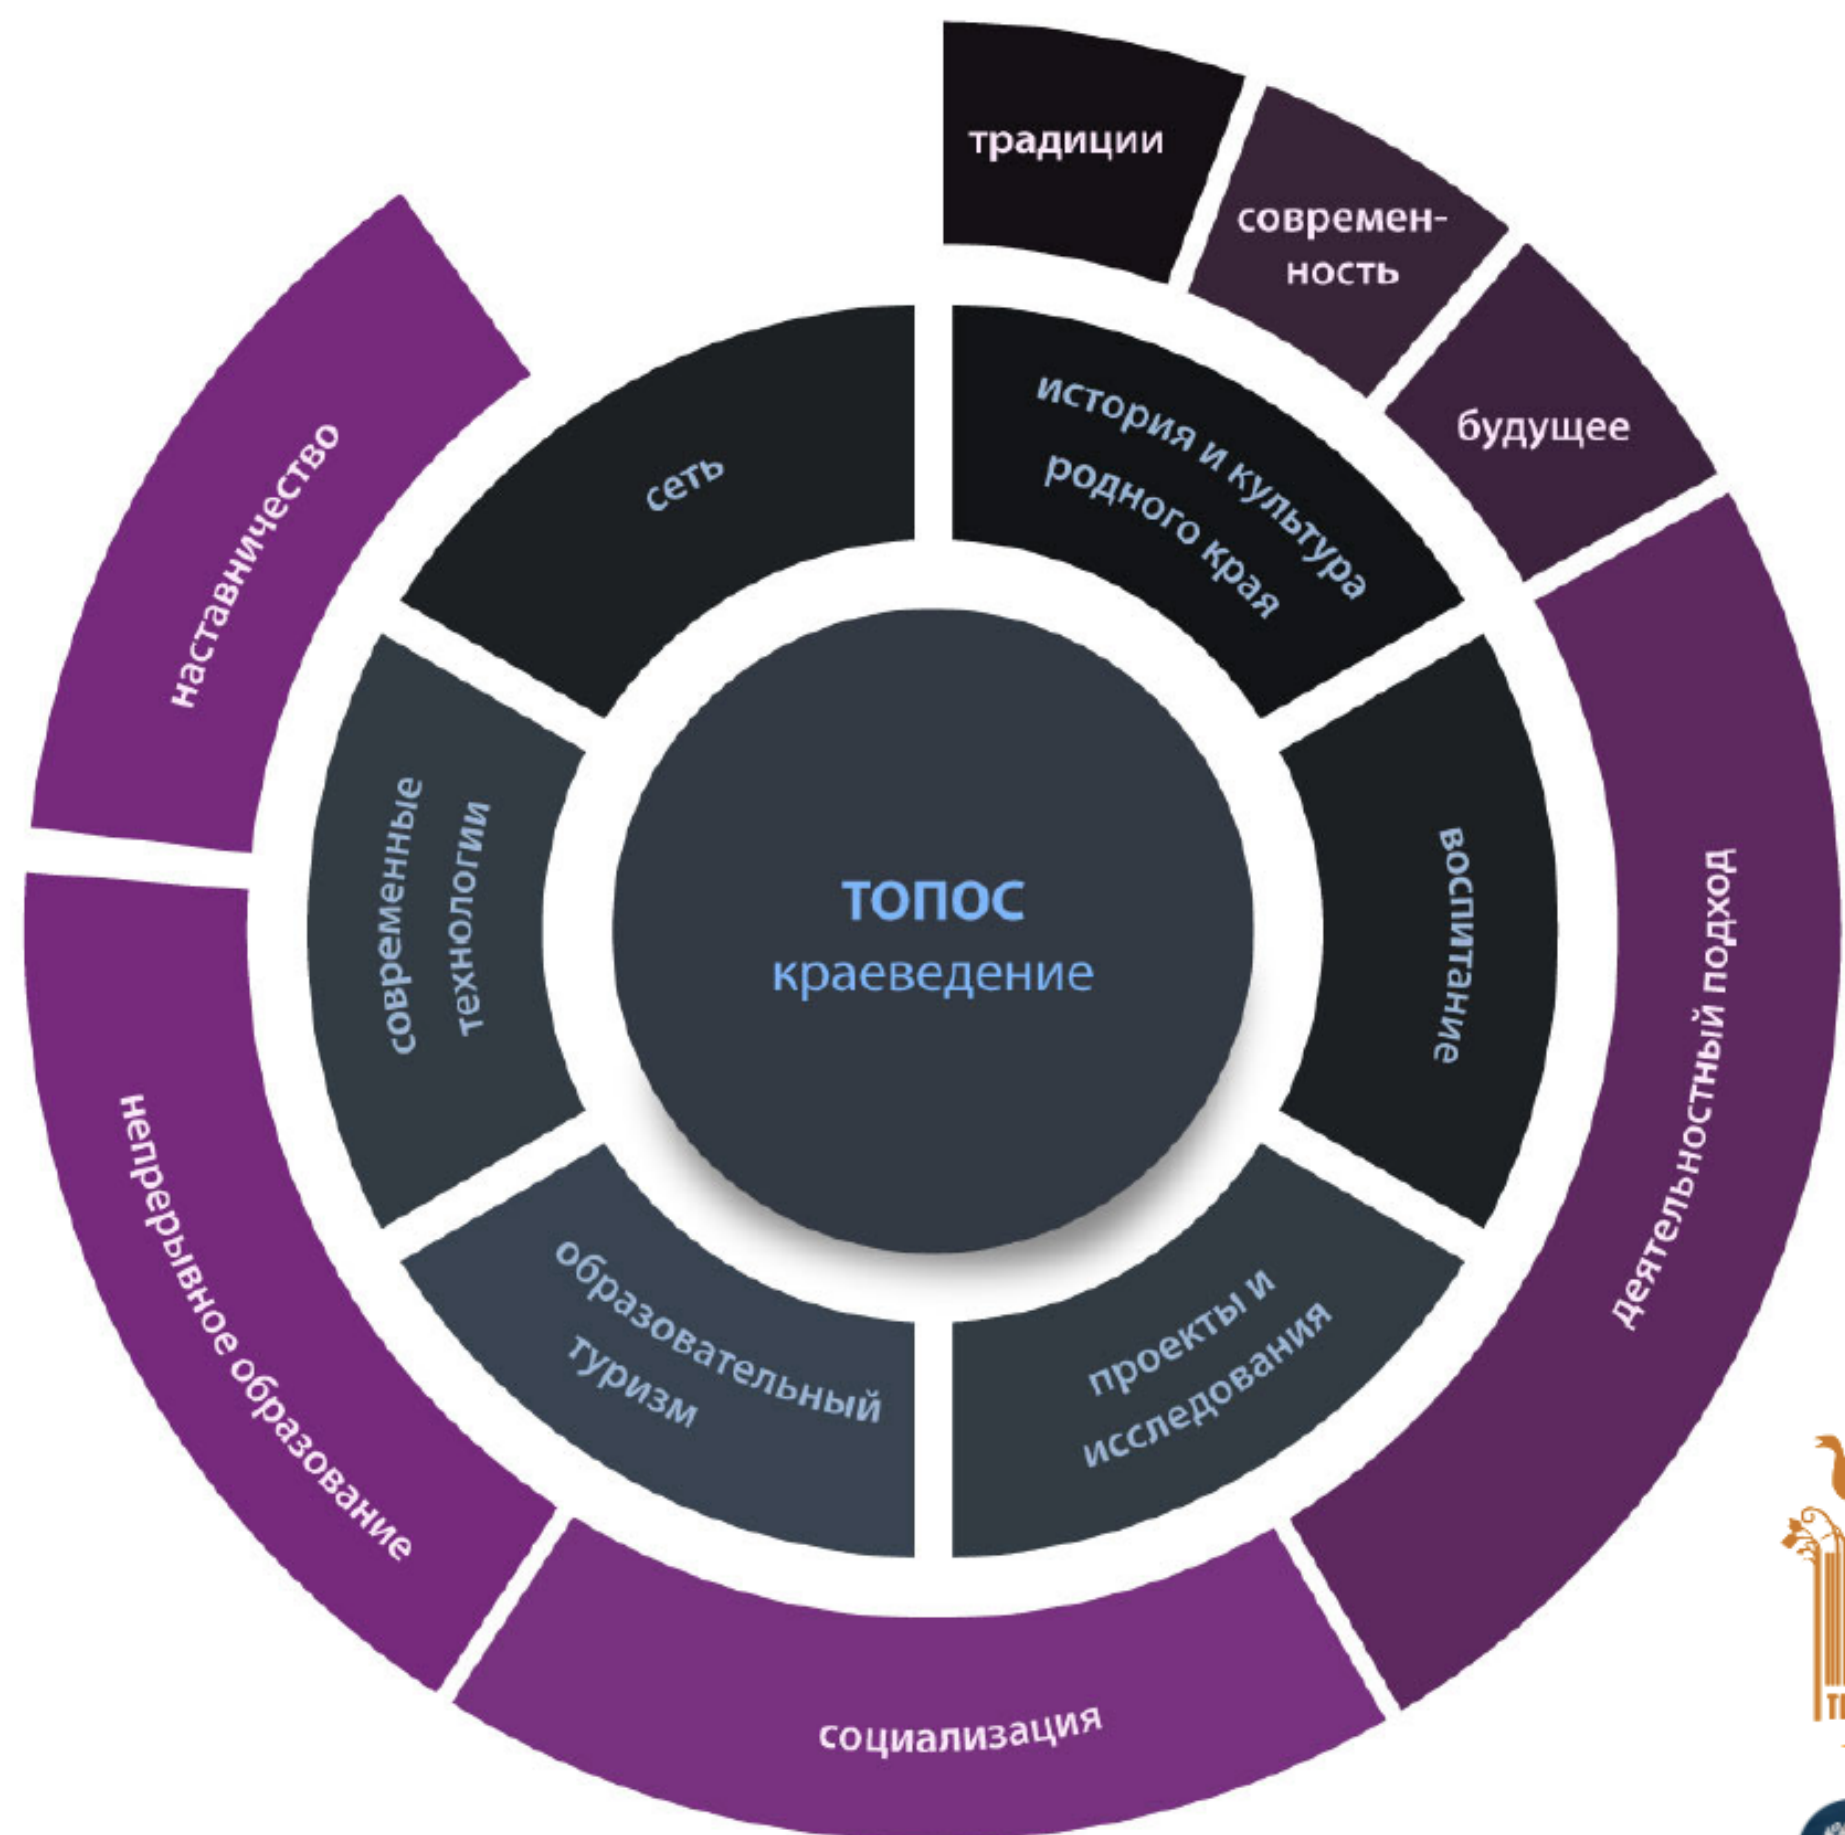 традиции
современ-
ность
будущее
деятельностный подход
социализация
непрерывное образование
наставничество
история и культура
родного края
воспитание
проекты и
исследования
образовательный
туризм
современные
технологии
сеть
ТОПОС
краеведение